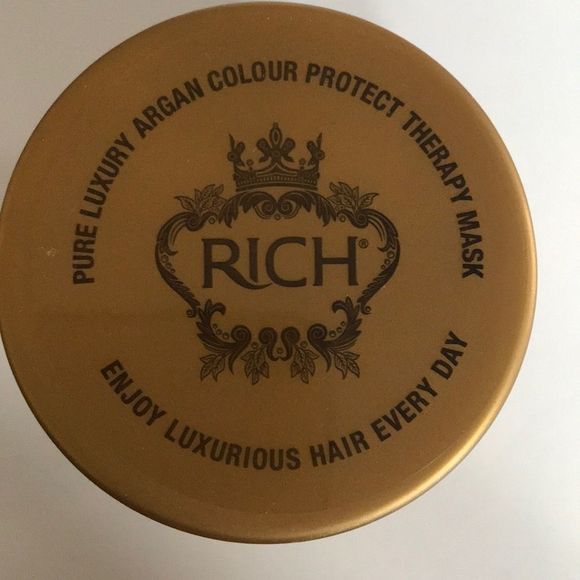 PURE LUXURY ARGAN COLOUR PROTECT THERAPY MASK
RICH®
ENJOY LUXURIOUS HAIR EVERY DAY